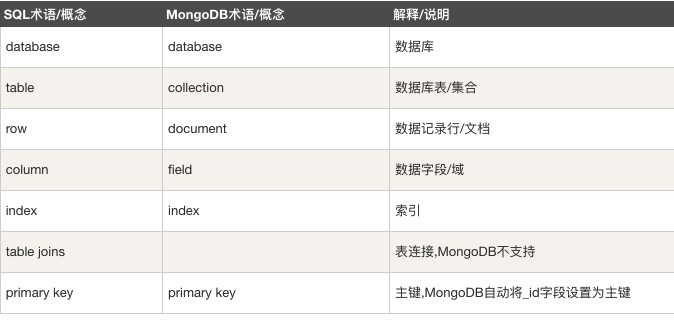 SQL术语/概念 MongoDB术语/概念 解释/说明
database database 数据库
table collection 数据库表/集合
row document 数据记录行/文档
column field 数据字段/域
index index 索引
table joins 表连接,MongoDB不支持
primary key primary key 主键,MongoDB自动将_id字段设置为主键